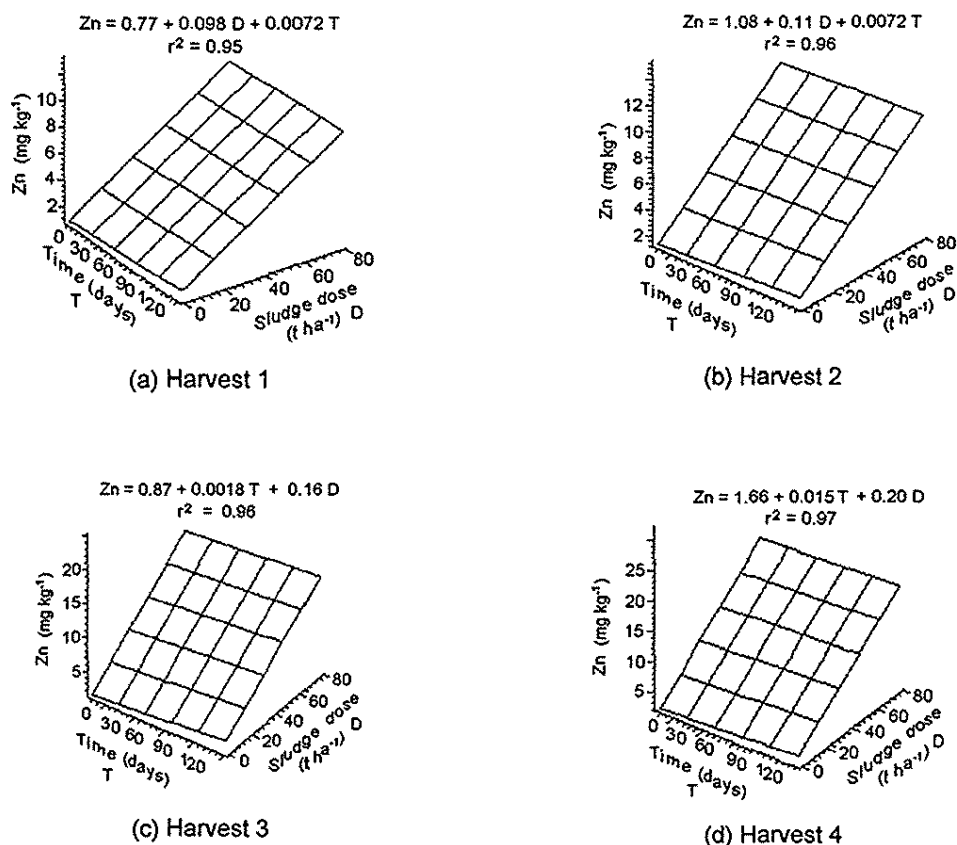 Zn = 0.77 + 0.098 D + 0.0072 T
r² = 0.95
Zn (mg kg⁻¹)
10
8
6
4
2
0 30 60 90 120
Time (days)
T
0 20 40 60 80
Sludge dose
(t ha⁻¹) D
(a) Harvest 1
Zn = 1.08 + 0.11 D + 0.0072 T
r² = 0.96
Zn (mg kg⁻¹)
12
10
8
6
4
2
0 30 60 90 120
Time (days)
T
0 20 40 60 80
Sludge dose
(t ha⁻¹) D
(b) Harvest 2
Zn = 0.87 + 0.0018 T + 0.16 D
r² = 0.96
Zn (mg kg⁻¹)
20
15
10
5
0 30 60 90 120
Time (days)
T
0 20 40 60 80
Sludge dose
(t ha⁻¹) D
(c) Harvest 3
Zn = 1.66 + 0.015 T + 0.20 D
r² = 0.97
Zn (mg kg⁻¹)
25
20
15
10
5
0 30 60 90 120
Time (days)
T
0 20 40 60 80
Sludge dose
(t ha⁻¹) D
(d) Harvest 4